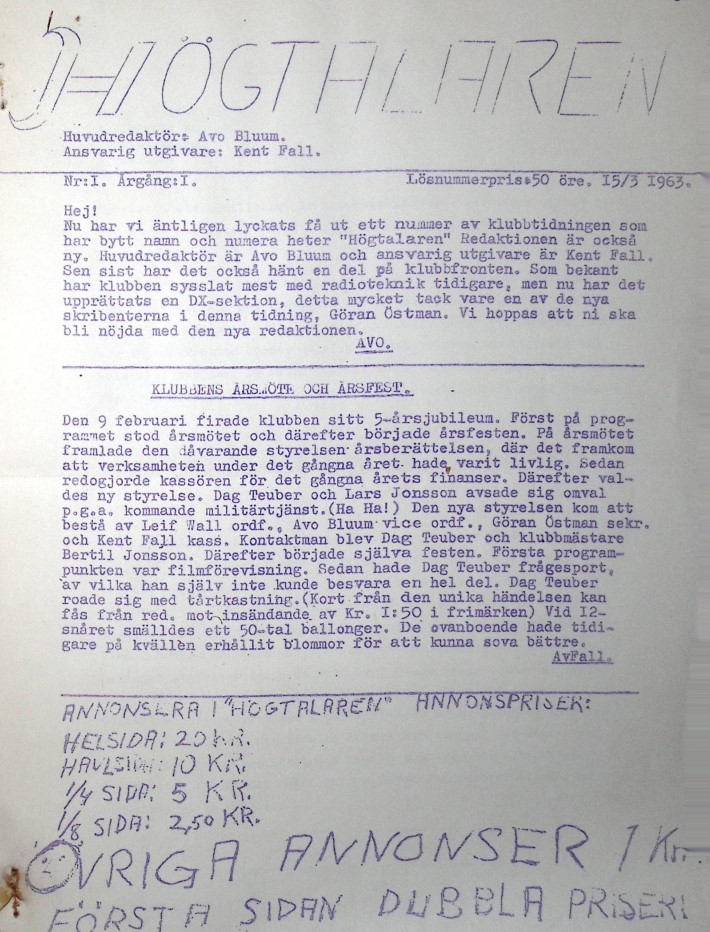 HÖGTALAREN
Huvudredaktör: Avo Bluum.
Ansvarig utgivare: Kent Fall.
Nr:I. Årgång:I. Lösnummerpris:50 öre. I5/3 I963.
Hej!
Nu har vi äntligen lyckats få ut ett nummer av klubbtidningen som
har bytt namn och numera heter "Högtalaren" Redaktionen är också
ny. Huvudredaktör är Avo Bluum och ansvarig utgivare är Kent Fall.
Sen sist har det också hänt en del på klubbfronten. Som bekant
har klubben sysslat mest med radioteknik tidigare, men nu har det
upprättats en DX-sektion, detta mycket tack vare en av de nya
skribenterna i denna tidning, Göran Östman. Vi hoppas att ni ska
bli nöjda med den nya redaktionen.
AVO.
KLUBBENS ÅRSMÖTE OCH ÅRSFEST.
Den 9 februari firade klubben sitt 5-årsjubileum. Först på prog-
rammet stod årsmötet och därefter började årsfesten. På årsmötet
framlade den dåvarande styrelsen årsberättelsen, där det framkom
att verksamheten under det gångna året hade varit livlig. Sedan
redogjorde kassören för det gångna årets finanser. Därefter val-
des ny styrelse. Dag Teuber och Lars Jonsson avsade sig omval
p.g.a. kommande militärtjänst.(Ha Ha!) Den nya styrelsen kom att
bestå av Leif Wall ordf., Avo Bluum vice ordf., Göran Östman sekr.
och Kent Fall kass. Kontaktman blev Dag Teuber och klubbmästare
Bertil Jonsson. Därefter började själva festen. Första program-
punkten var filmförevisning. Sedan hade Dag Teuber frågesport,
av vilka han själv inte kunde besvara en hel del. Dag Teuber
roade sig med tårtkastning.(Kort från den unika händelsen kan
fås från red. mot insändande av Kr. I:50 i frimärken) Vid I2-
snåret smälldes ett 50-tal ballonger. De ovanboende hade tidi-
gare på kvällen erhållit blommor för att kunna sova bättre.
AvFall.
ANNONSERA I "HÖGTALAREN" ANNONSPRISER:
HELSIDA: 20 KR.
HALVSIDA: 10 KR.
1/4 SIDA: 5 KR.
1/8 SIDA: 2,50 KR.
ÖVRIGA ANNONSER 1 Kr.-
FÖRSTA SIDAN DUBBLA PRISER!